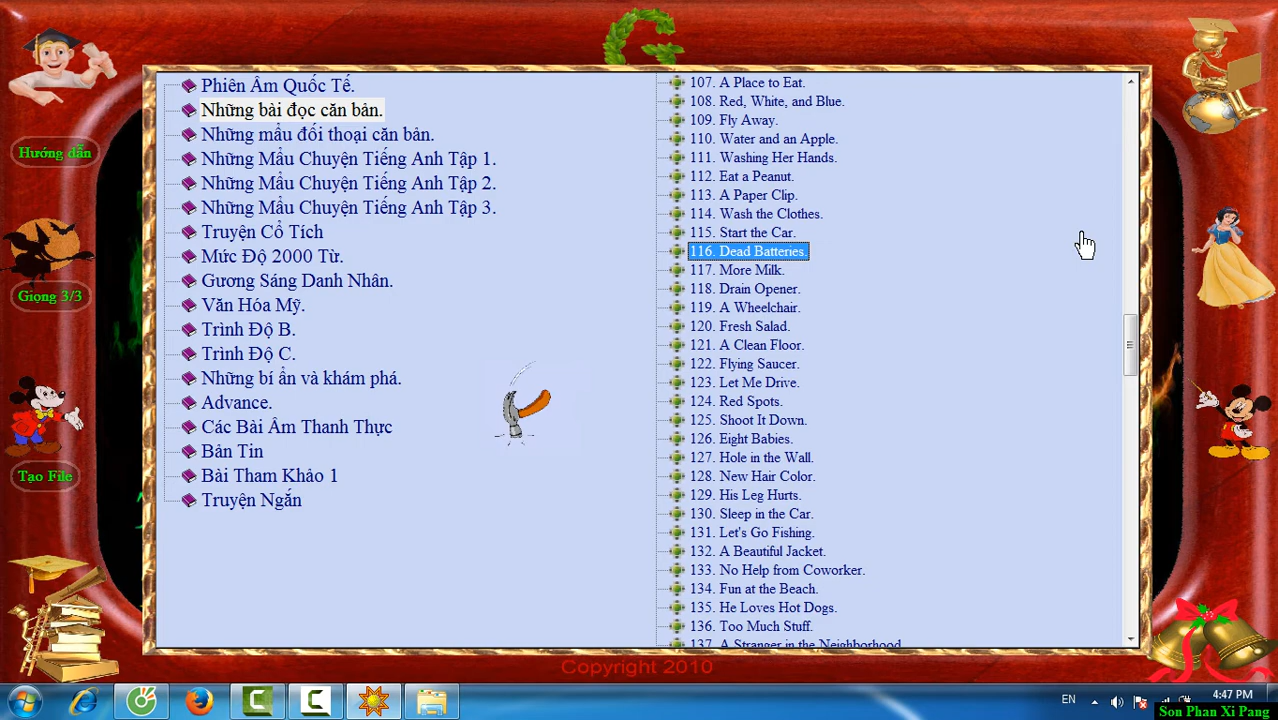 G
Hướng dẫn
Giọng 3/3
Tạo File
Phiên Âm Quốc Tế.
Những bài đọc căn bản.
Những mẩu đối thoại căn bản.
Những Mẩu Chuyện Tiếng Anh Tập 1.
Những Mẩu Chuyện Tiếng Anh Tập 2.
Những Mẩu Chuyện Tiếng Anh Tập 3.
Truyện Cổ Tích
Mức Độ 2000 Từ.
Gương Sáng Danh Nhân.
Văn Hóa Mỹ.
Trình Độ B.
Trình Độ C.
Những bí ẩn và khám phá.
Advance.
Các Bài Âm Thanh Thực
Bản Tin
Bài Tham Khảo 1
Truyện Ngắn
107. A Place to Eat.
108. Red, White, and Blue.
109. Fly Away.
110. Water and an Apple.
111. Washing Her Hands.
112. Eat a Peanut.
113. A Paper Clip.
114. Wash the Clothes.
115. Start the Car.
116. Dead Batteries.
117. More Milk.
118. Drain Opener.
119. A Wheelchair.
120. Fresh Salad.
121. A Clean Floor.
122. Flying Saucer.
123. Let Me Drive.
124. Red Spots.
125. Shoot It Down.
126. Eight Babies.
127. Hole in the Wall.
128. New Hair Color.
129. His Leg Hurts.
130. Sleep in the Car.
131. Let's Go Fishing.
132. A Beautiful Jacket.
133. No Help from Coworker.
134. Fun at the Beach.
135. He Loves Hot Dogs.
136. Too Much Stuff.
137. A Stranger in the Neighborhood
Copyright 2010
EN
4:47 PM
Son Phan Xi Pang